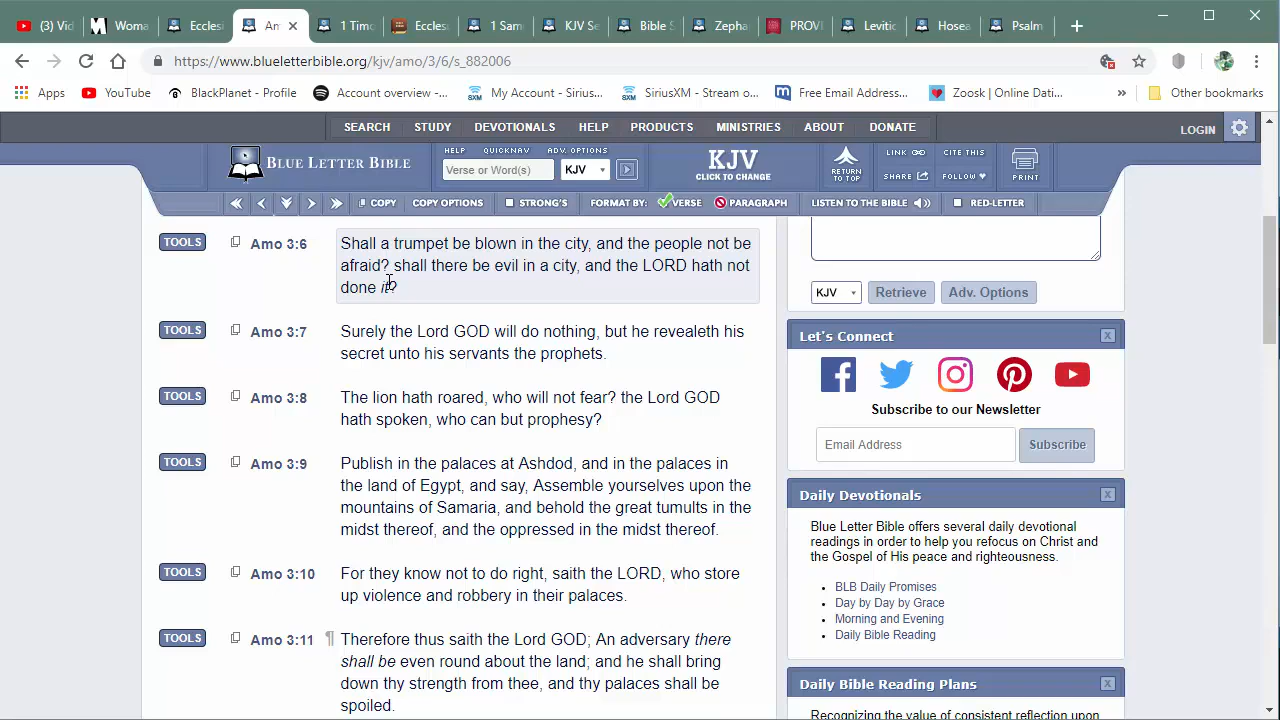 (3) Vid
Woma
Ecclesi
Am
1 Timo
Ecclesi
1 Sam
KJV Se
Bible S
Zepha
PROVI
Leviti
Hosea
Psalm
https://www.blueletterbible.org/kjv/amo/3/6/s_882006
Apps
YouTube
BlackPlanet - Profile
Account overview -...
My Account - Sirius...
SiriusXM - Stream o...
Free Email Address...
Zoosk | Online Dati...
Other bookmarks
SEARCH STUDY DEVOTIONALS HELP PRODUCTS MINISTRIES ABOUT DONATE
LOGIN
BLUE LETTER BIBLE
HELP QUICKNAV ADV. OPTIONS
Verse or Word(s)
KJV
KJV
CLICK TO CHANGE
RETURN
TO TOP
LINK CITE THIS
SHARE FOLLOW
PRINT
COPY COPY OPTIONS STRONG'S FORMAT BY: VERSE PARAGRAPH LISTEN TO THE BIBLE RED-LETTER
TOOLS Amo 3:6 Shall a trumpet be blown in the city, and the people not be
afraid? shall there be evil in a city, and the LORD hath not
done it?
TOOLS Amo 3:7 Surely the Lord GOD will do nothing, but he revealeth his
secret unto his servants the prophets.
TOOLS Amo 3:8 The lion hath roared, who will not fear? the Lord GOD
hath spoken, who can but prophesy?
TOOLS Amo 3:9 Publish in the palaces at Ashdod, and in the palaces in
the land of Egypt, and say, Assemble yourselves upon the
mountains of Samaria, and behold the great tumults in the
midst thereof, and the oppressed in the midst thereof.
TOOLS Amo 3:10 For they know not to do right, saith the LORD, who store
up violence and robbery in their palaces.
TOOLS Amo 3:11 ¶ Therefore thus saith the Lord GOD; An adversary there
shall be even round about the land, and he shall bring
down thy strength from thee, and thy palaces shall be
spoiled.
KJV Retrieve Adv. Options
Let's Connect
Subscribe to our Newsletter
Email Address Subscribe
Daily Devotionals
Blue Letter Bible offers several daily devotional
readings in order to help you refocus on Christ and
the Gospel of His peace and righteousness.
BLB Daily Promises
Day by Day by Grace
Morning and Evening
Daily Bible Reading
Daily Bible Reading Plans
Recognizing the value of consistent reflection upon